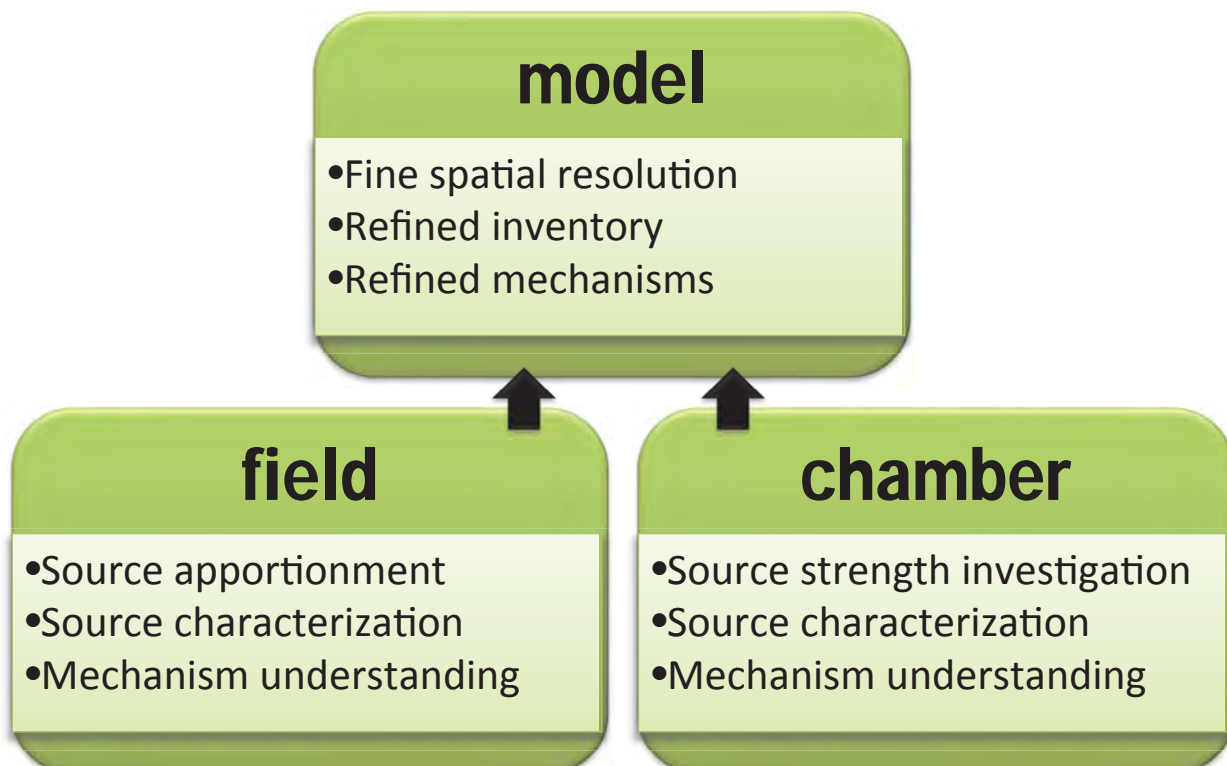 model
•Fine spatial resolution
•Refined inventory
•Refined mechanisms
field
•Source apportionment
•Source characterization
•Mechanism understanding
chamber
•Source strength investigation
•Source characterization
•Mechanism understanding